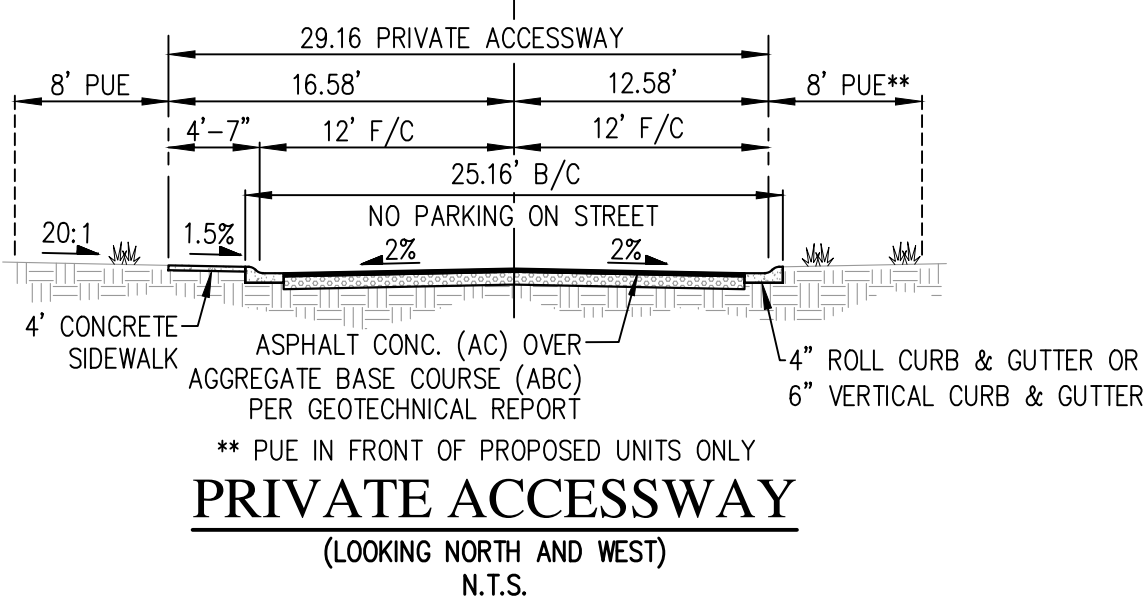 29.16 PRIVATE ACCESSWAY
8' PUE
16.58'
12.58'
8' PUE**
4'-7"
12' F/C
12' F/C
25.16' B/C
NO PARKING ON STREET
20:1
1.5%
2%
2%
4' CONCRETE
SIDEWALK
ASPHALT CONC. (AC) OVER
AGGREGATE BASE COURSE (ABC)
PER GEOTECHNICAL REPORT
4" ROLL CURB & GUTTER OR
6" VERTICAL CURB & GUTTER
** PUE IN FRONT OF PROPOSED UNITS ONLY
PRIVATE ACCESSWAY
(LOOKING NORTH AND WEST)
N.T.S.